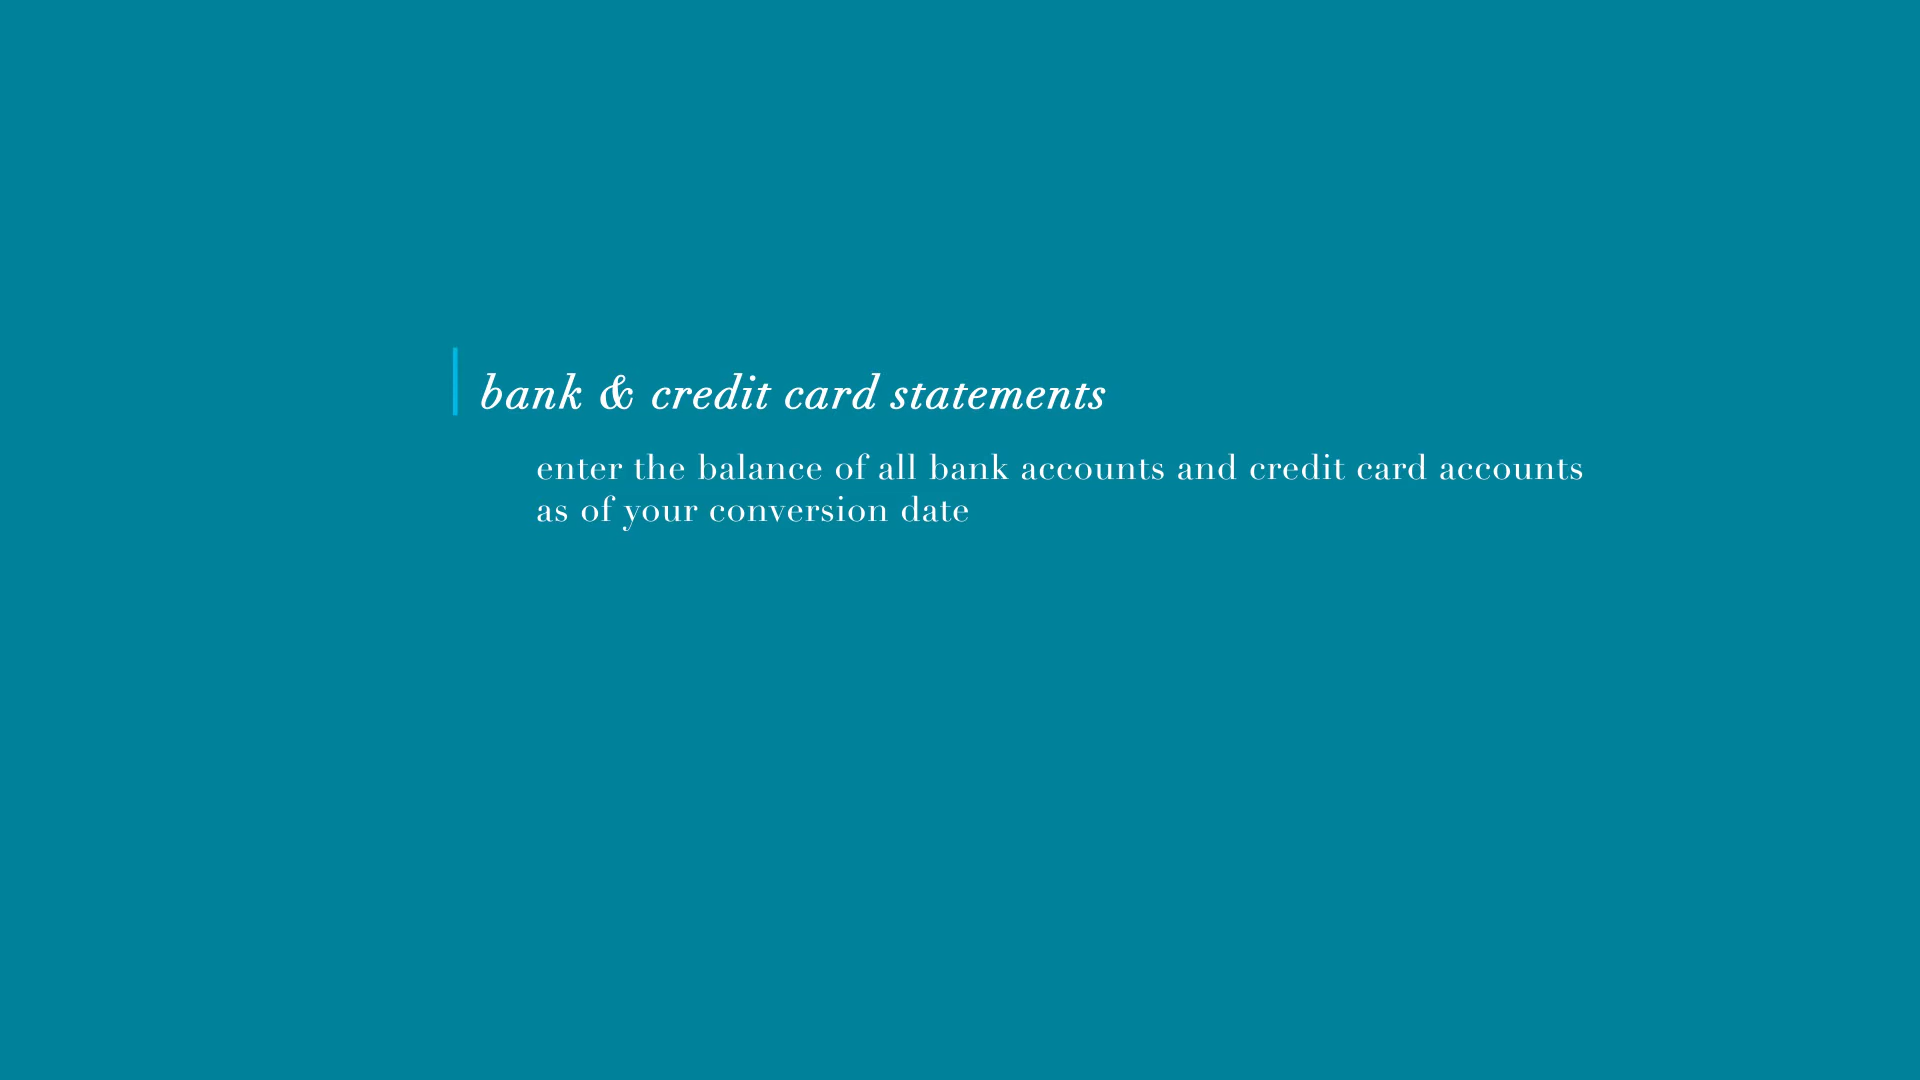 bank & credit card statements
enter the balance of all bank accounts and credit card accounts
as of your conversion date